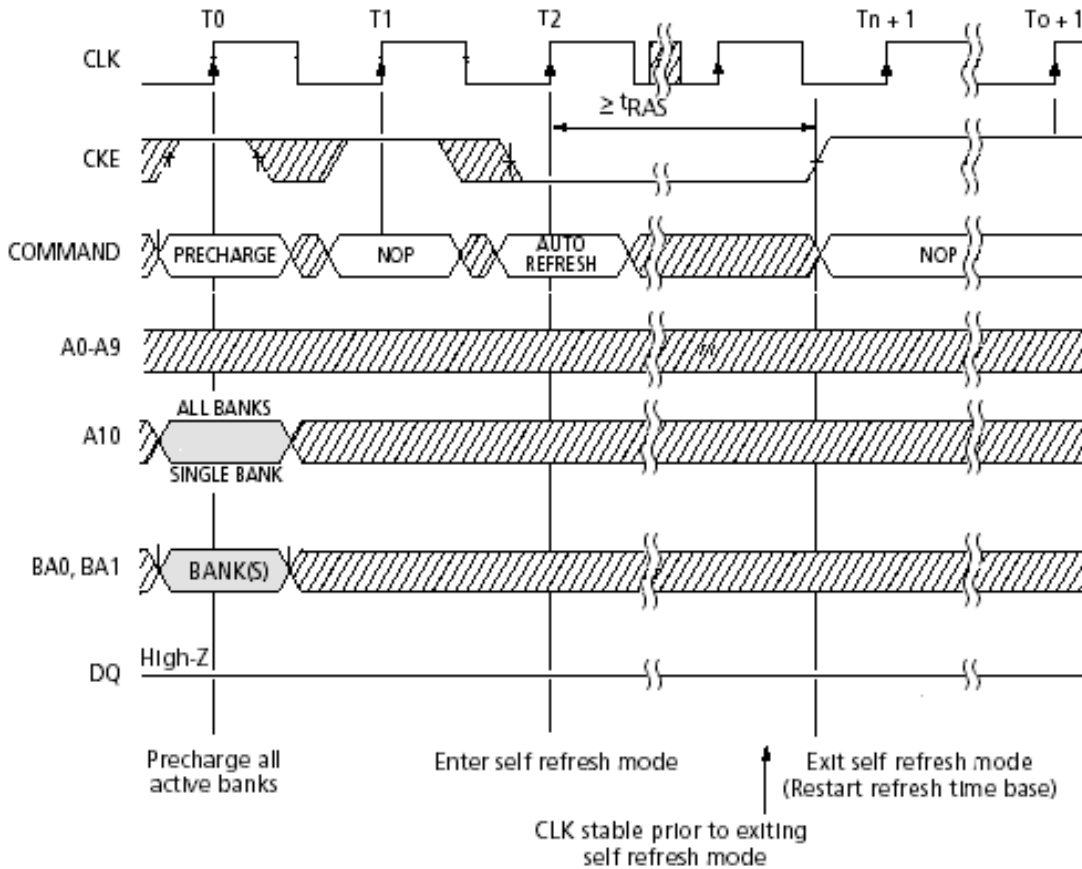 T0 T1 T2 Tn + 1 To + 1
CLK
≥ tRAS
CKE
COMMAND PRECHARGE NOP AUTO REFRESH NOP
A0-A9
ALL BANKS
A10
SINGLE BANK
BA0, BA1 BANK(S)
High-Z
DQ
Precharge all
active banks
Enter self refresh mode
Exit self refresh mode
(Restart refresh time base)
CLK stable prior to exiting
self refresh mode